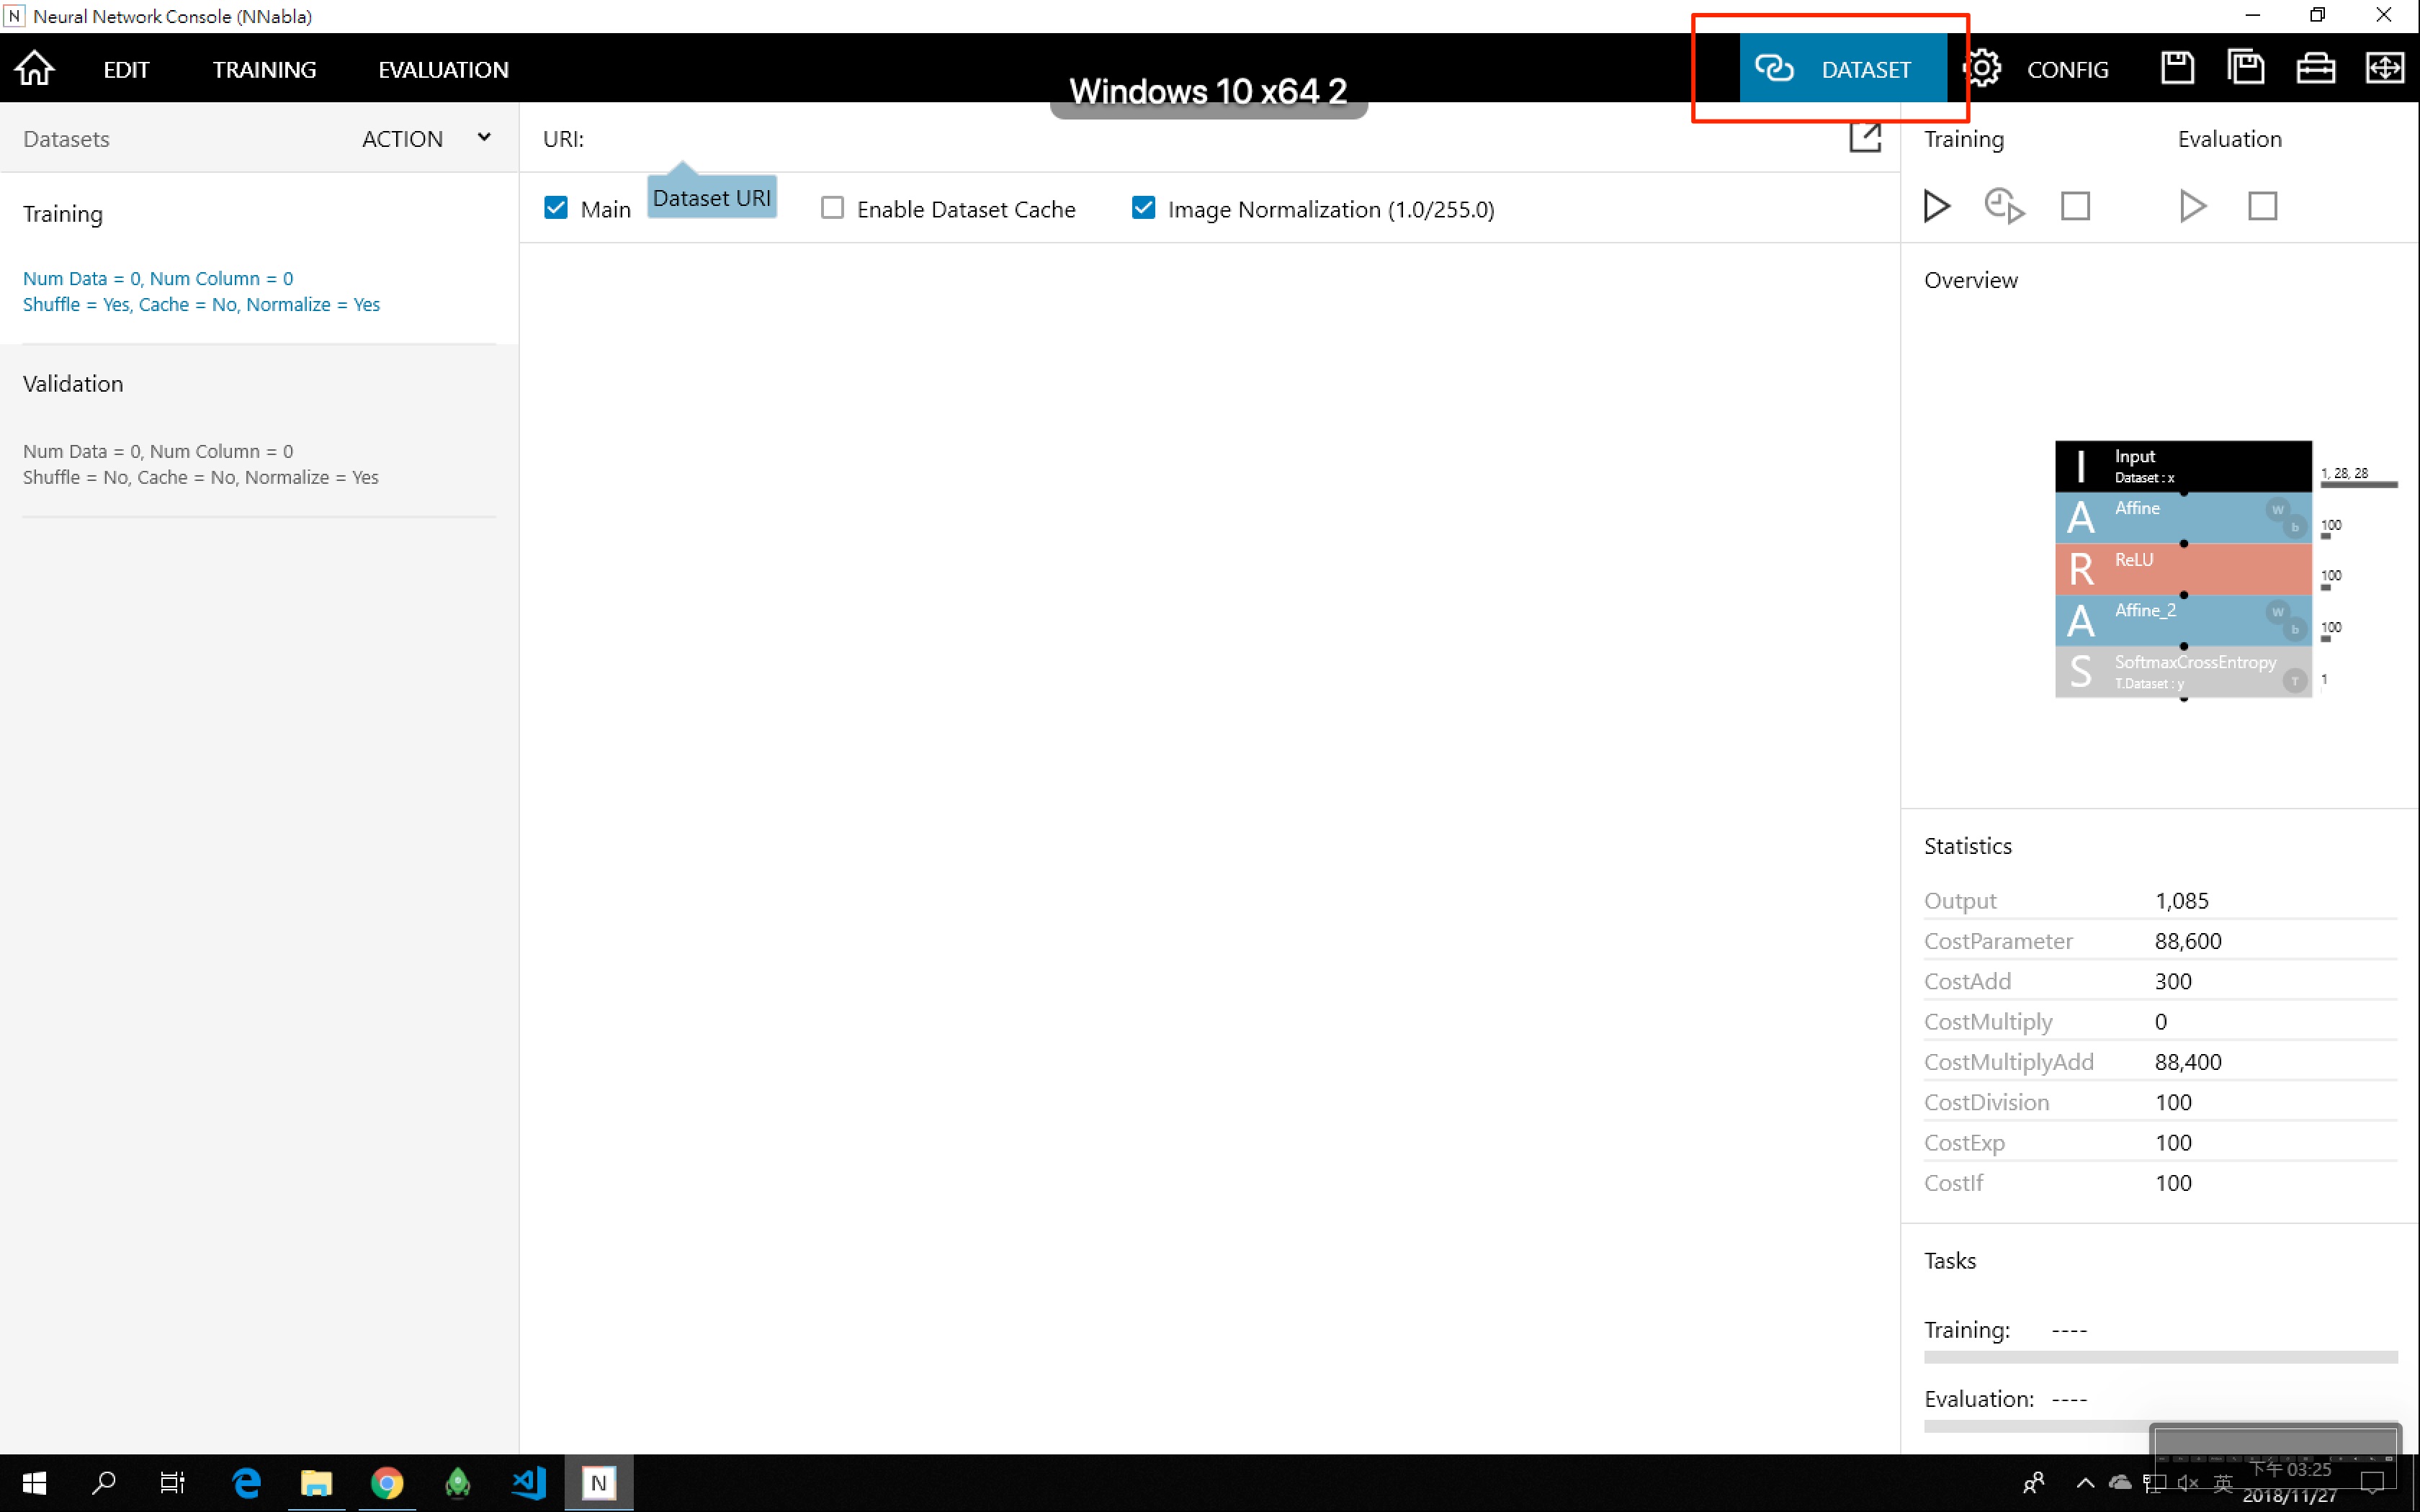 N Neural Network Console (NNabla)
EDIT TRAINING EVALUATION DATASET CONFIG
Windows 10 x64 2
Datasets ACTION URI: Training Evaluation
Training
Main Dataset URI Enable Dataset Cache Image Normalization (1.0/255.0)
Num Data = 0, Num Column = 0
Shuffle = Yes, Cache = No, Normalize = Yes
Validation
Num Data = 0, Num Column = 0
Shuffle = No, Cache = No, Normalize = Yes
Overview
I Input
Dataset : x
1, 28, 28
A Affine W b 100
R ReLU 100
A Affine_2 W b 100
S SoftmaxCrossEntropy
T.Dataset : y T 1
Statistics
Output 1,085
CostParameter 88,600
CostAdd 300
CostMultiply 0
CostMultiplyAdd 88,400
CostDivision 100
CostExp 100
CostIf 100
Tasks
Training: ----
Evaluation: ----
N
英
下午 03:25
2018/11/27